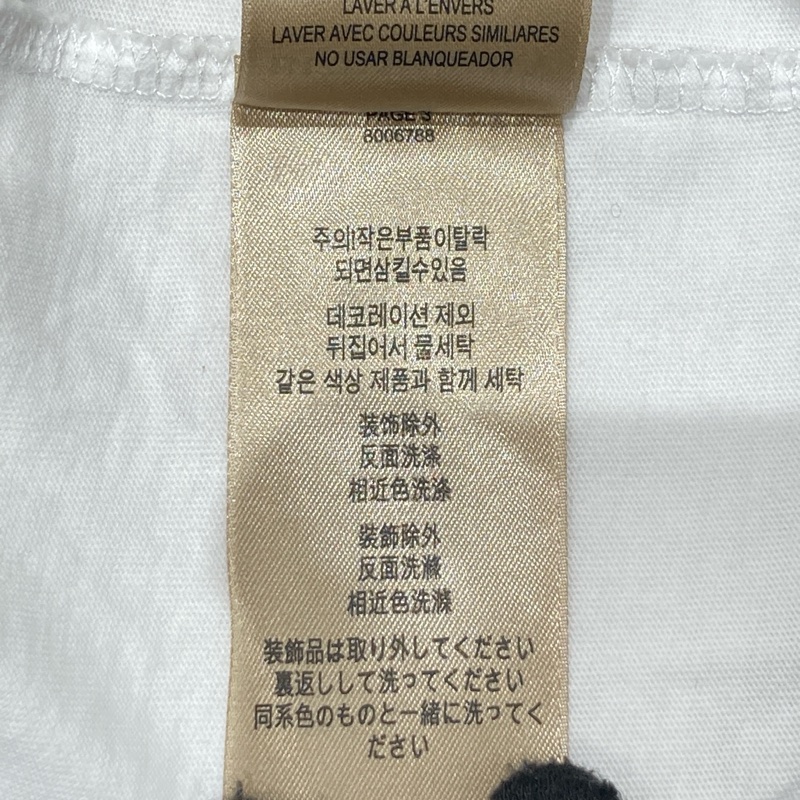 LAVER A L'ENVERS
LAVER AVEC COULEURS SIMILIARES
NO USAR BLANQUEADOR
PAGE 3
8006788
주의!작은부품이탈락
되면삼킬수있음
데코레이션 제외
뒤집어서 물세탁
같은 색상 제품과 함께 세탁
装饰除外
反面洗涤
相近色洗涤
裝飾除外
反面洗滌
相近色洗滌
装飾品は取り外してください
裏返しして洗ってください
同系色のものと一緒に洗ってく
ださい